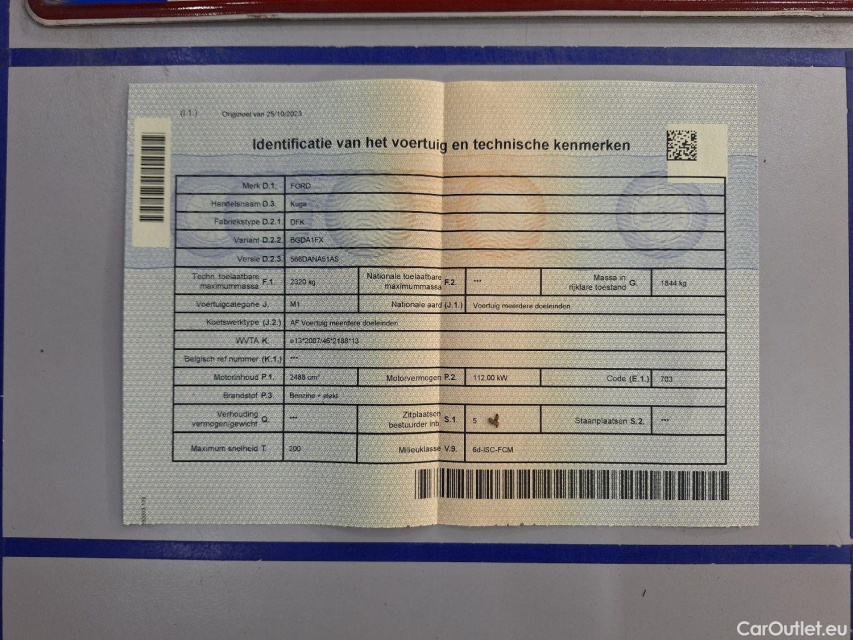 (I.1.) Origineel van 25/10/2023
Identificatie van het voertuig en technische kenmerken
Merk D.1. FORD
Handelsnaam D.3. Kuga
Fabriekstype D.2.1. DFK
Variant D.2.2. BGDA1FX
Versie D.2.3. 566DANA51AS
Techn. toelaatbare maximummassa F.1. 2320 kg Nationale toelaatbare maximummassa F.2. *** Massa in rijklare toestand G. 1844 kg
Voertuigcategorie J. M1 Nationale aard (J.1.) Voertuig meerdere doeleinden
Koetswerktype (J.2.) AF Voertuig meerdere doeleinden
WVTA K. e13*2007/46*2188*13
Belgisch ref nummer (K.1.) ***
Motorinhoud P.1. 2488 cm³ Motorvermogen P.2. 112.00 kW Code (E.1.) 703
Brandstof P.3. Benzine + elekt
Verhouding vermogen/gewicht Q. *** Zitplaatsen bestuurder inb. S.1. 5 Staanplaatsen S.2. ***
Maximum snelheid T. 200 Milieuklasse V.9. 6d-ISC-FCM
CarOutlet.eu